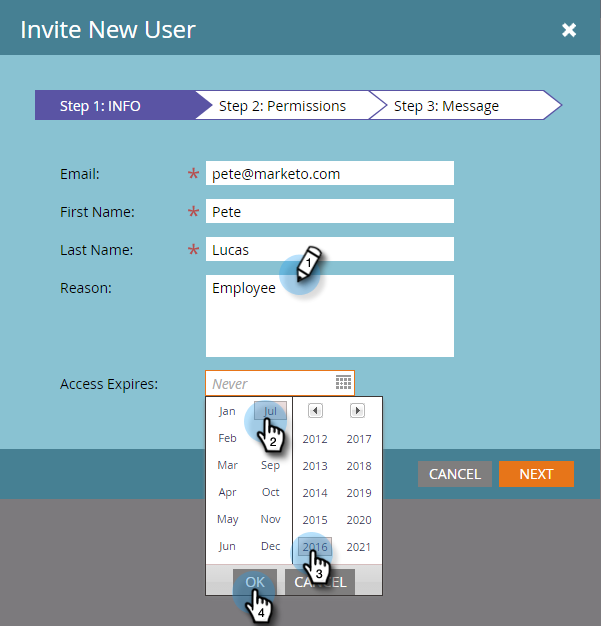 Invite New User
Step 1: INFO Step 2: Permissions Step 3: Message
Email: * pete@marketo.com
First Name: * Pete
Last Name: * Lucas
1
Reason: Employee
Access Expires: Never
Jan Jul
Feb 2 2012 2017
Mar Sep 2013 2018
Apr Oct 2014 2019
May Nov 2015 2020
Jun Dec 2016 2021
3
OK CANCEL
4
CANCEL NEXT